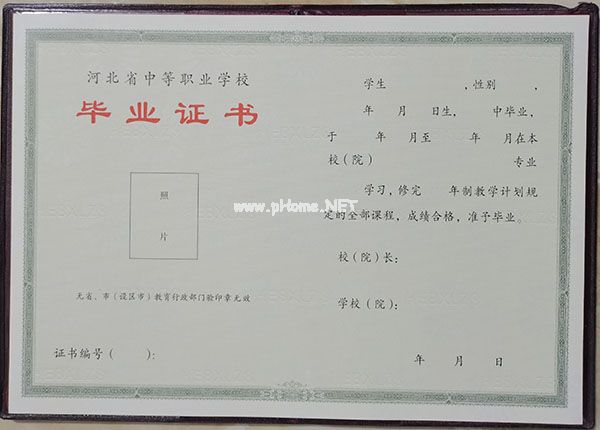 河北省中等职业学校
毕业证书
照
片
无省、市（设区市）教育行政部门验印章无效
证书编号（　　）：
学生　　　　　　，性别　　　，
年　　月　　日生，　　中毕业，
于　　　年　　月至　　　年　　月在本
校（院）　　　　　　　　　　　专业
学习，修完　　年制教学计划规
定的全部课程，成绩合格，准予毕业。
校（院）长：
学校（院）：
年　　月　　日
www.pHome.NET